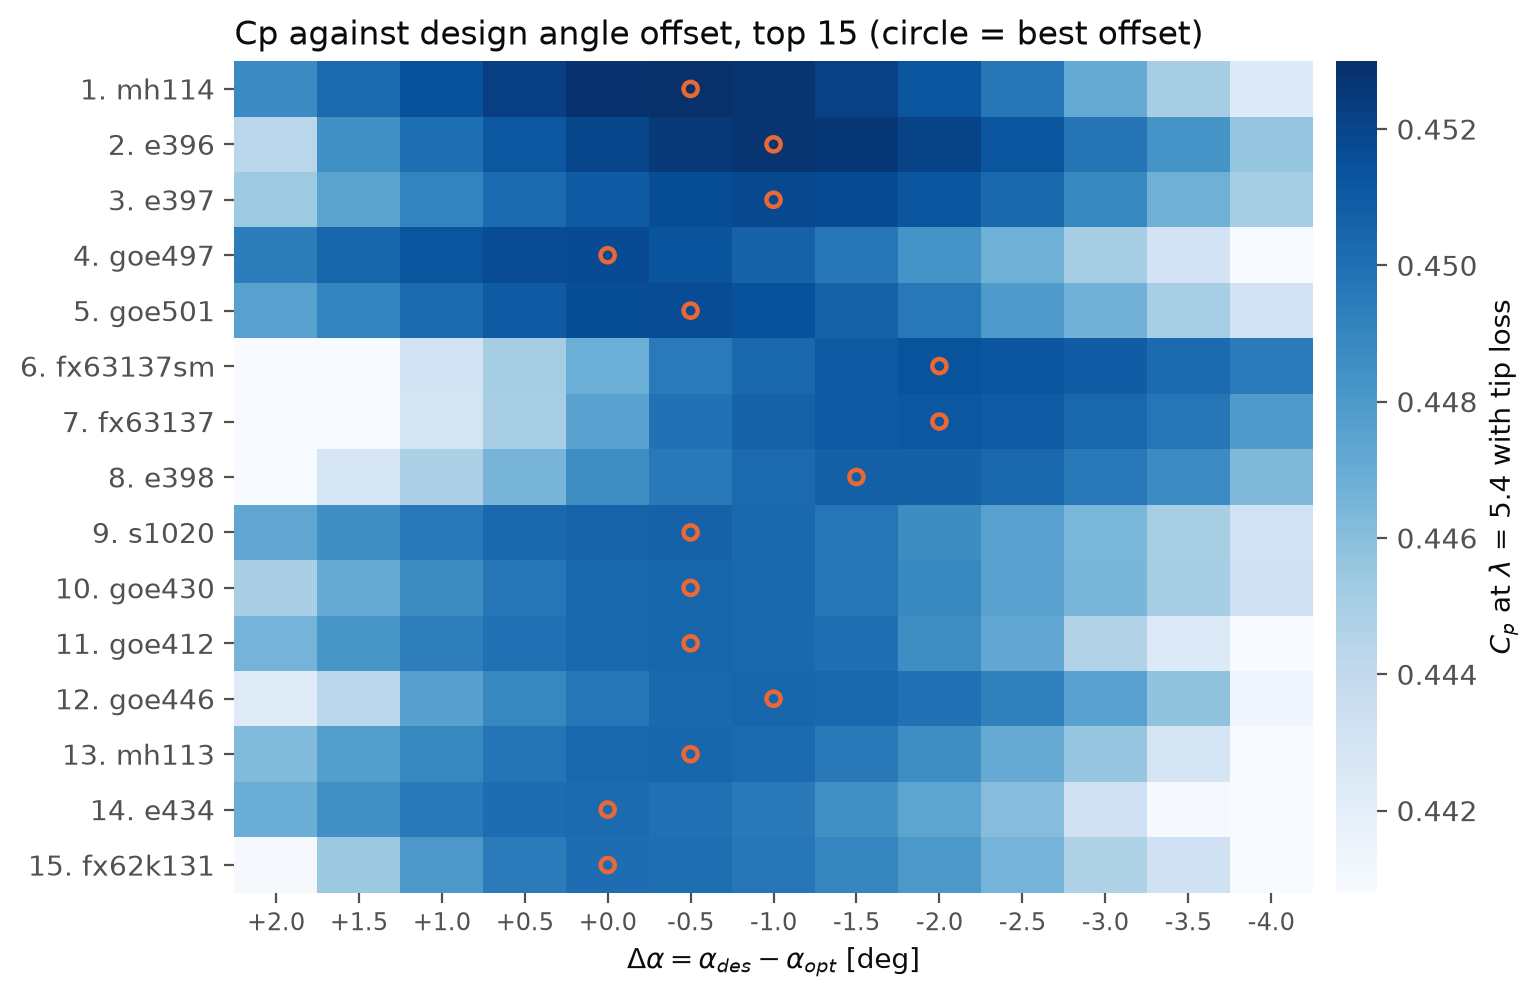 Cp against design angle offset, top 15 (circle = best offset)
1. mh114
2. e396
3. e397
4. goe497
5. goe501
6. fx63137sm
7. fx63137
8. e398
9. s1020
10. goe430
11. goe412
12. goe446
13. mh113
14. e434
15. fx62k131
+2.0 +1.5 +1.0 +0.5 +0.0 -0.5 -1.0 -1.5 -2.0 -2.5 -3.0 -3.5 -4.0
Δα = α_des − α_opt [deg]
0.452
0.450
0.448
0.446
0.444
0.442
C_p at λ = 5.4 with tip loss